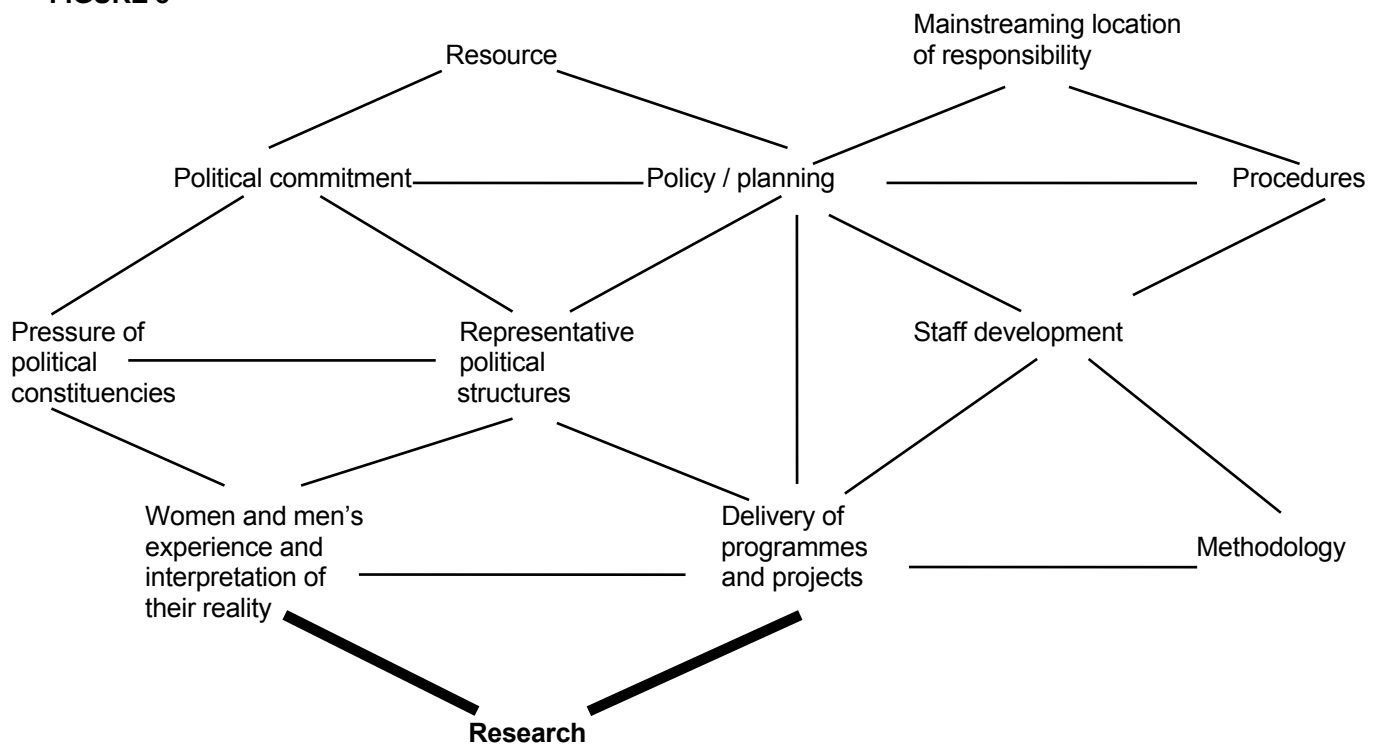 Mainstreaming location
of responsibility
Resource
Political commitment
Policy / planning
Procedures
Pressure of
political
constituencies
Representative
political
structures
Staff development
Women and men’s
experience and
interpretation of
their reality
Delivery of
programmes
and projects
Methodology
Research